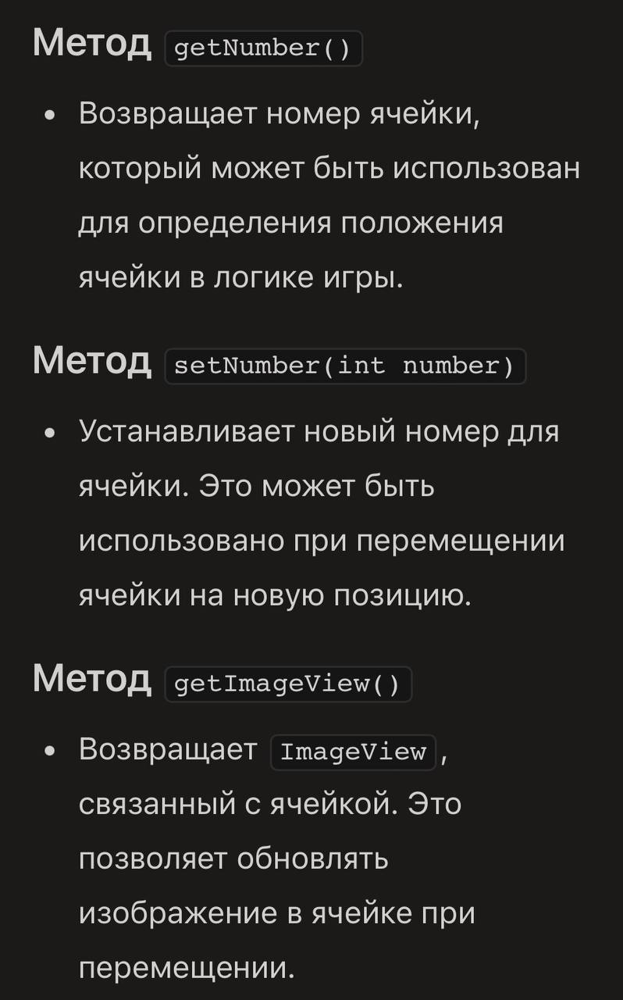 Метод getNumber()
• Возвращает номер ячейки,
который может быть использован
для определения положения
ячейки в логике игры.
Метод setNumber(int number)
• Устанавливает новый номер для
ячейки. Это может быть
использовано при перемещении
ячейки на новую позицию.
Метод getImageView()
• Возвращает ImageView,
связанный с ячейкой. Это
позволяет обновлять
изображение в ячейке при
перемещении.